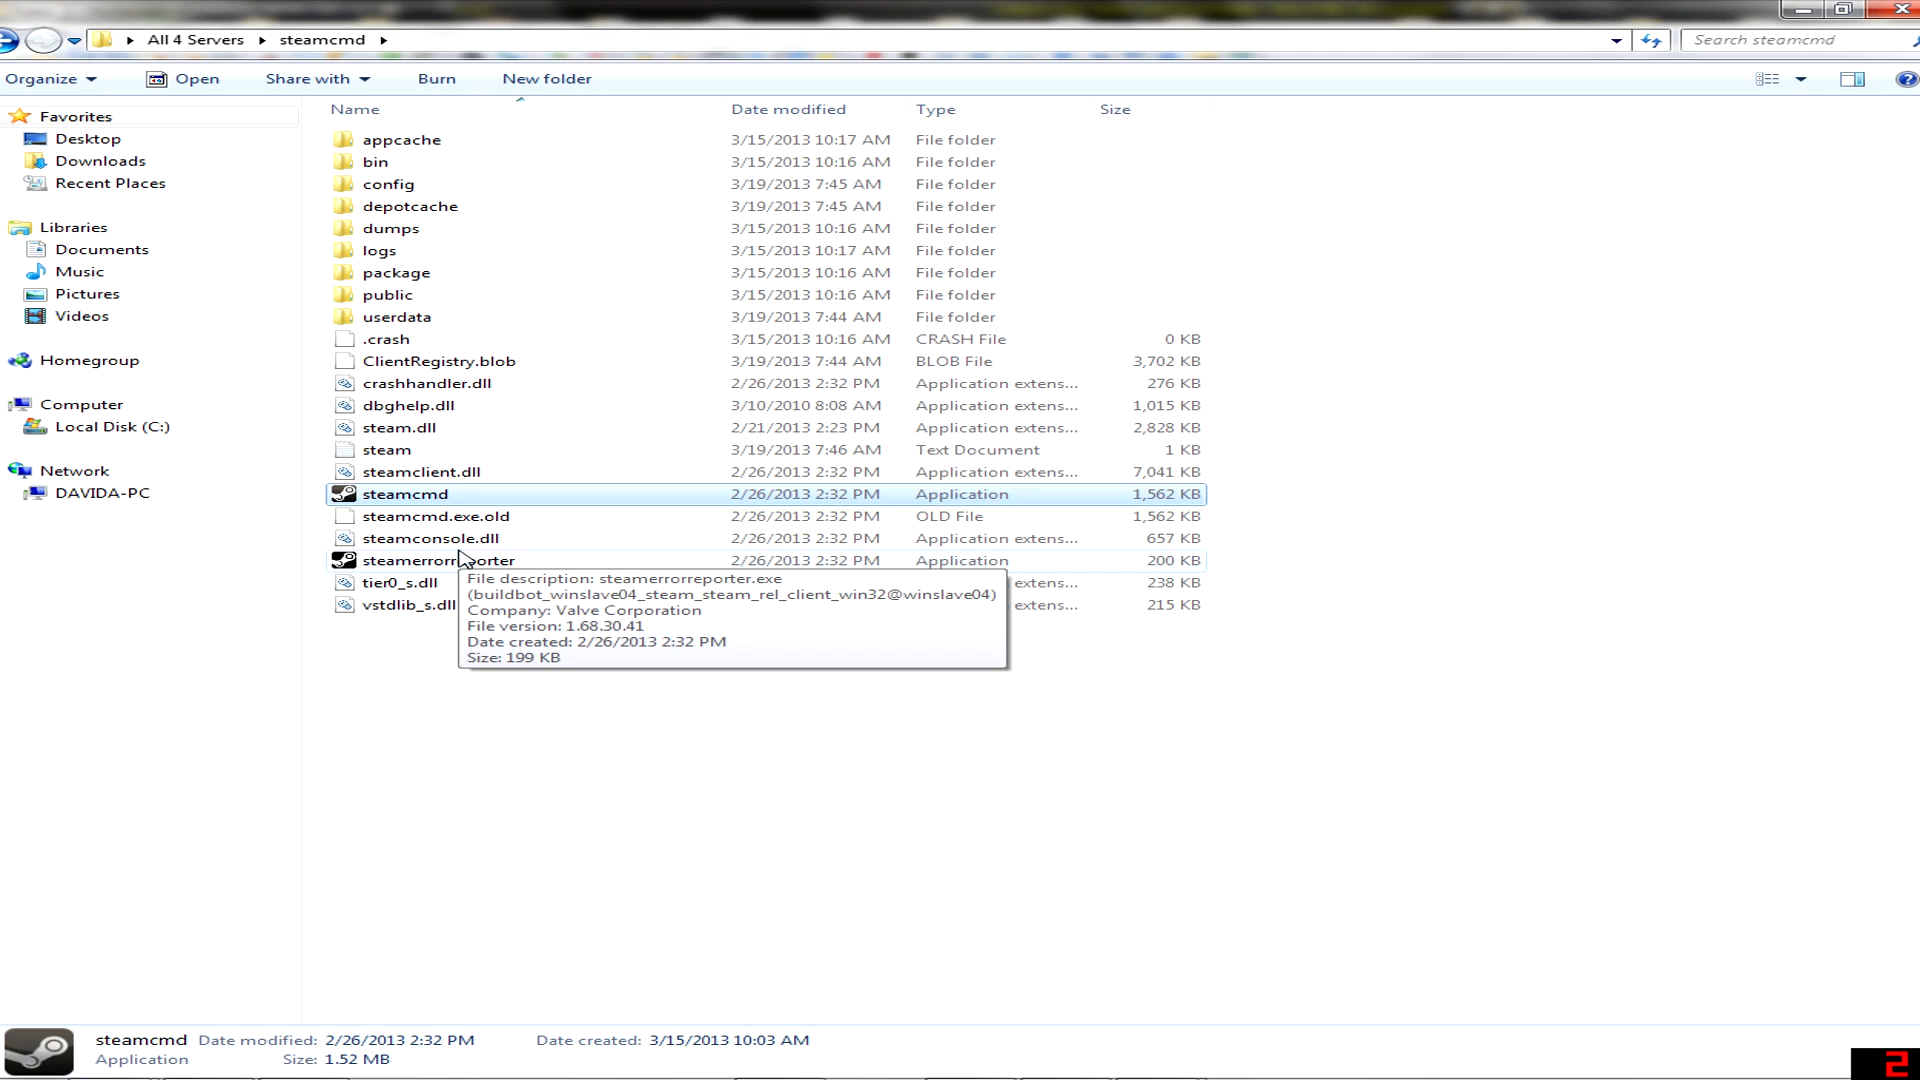 All 4 Servers steamcmd
Search steamcmd
Organize Open Share with Burn New folder
Name Date modified Type Size
Favorites
Desktop
Downloads
Recent Places
Libraries
Documents
Music
Pictures
Videos
Homegroup
Computer
Local Disk (C:)
Network
DAVIDA-PC
appcache 3/15/2013 10:17 AM File folder
bin 3/15/2013 10:16 AM File folder
config 3/19/2013 7:45 AM File folder
depotcache 3/19/2013 7:45 AM File folder
dumps 3/15/2013 10:16 AM File folder
logs 3/15/2013 10:17 AM File folder
package 3/15/2013 10:16 AM File folder
public 3/15/2013 10:16 AM File folder
userdata 3/19/2013 7:44 AM File folder
.crash 3/15/2013 10:16 AM CRASH File 0 KB
ClientRegistry.blob 3/19/2013 7:44 AM BLOB File 3,702 KB
crashhandler.dll 2/26/2013 2:32 PM Application extens... 276 KB
dbghelp.dll 3/10/2010 8:08 AM Application extens... 1,015 KB
steam.dll 2/21/2013 2:23 PM Application extens... 2,828 KB
steam 3/19/2013 7:46 AM Text Document 1 KB
steamclient.dll 2/26/2013 2:32 PM Application extens... 7,041 KB
steamcmd 2/26/2013 2:32 PM Application 1,562 KB
steamcmd.exe.old 2/26/2013 2:32 PM OLD File 1,562 KB
steamconsole.dll 2/26/2013 2:32 PM Application extens... 657 KB
steamerrorreporter 2/26/2013 2:32 PM Application 200 KB
tier0_s.dll extens... 238 KB
vstdlib_s.dll extens... 215 KB
File description: steamerrorreporter.exe
(buildbot_winslave04_steam_steam_rel_client_win32@winslave04)
Company: Valve Corporation
File version: 1.68.30.41
Date created: 2/26/2013 2:32 PM
Size: 199 KB
steamcmd Date modified: 2/26/2013 2:32 PM Date created: 3/15/2013 10:03 AM
Application Size: 1.52 MB
2